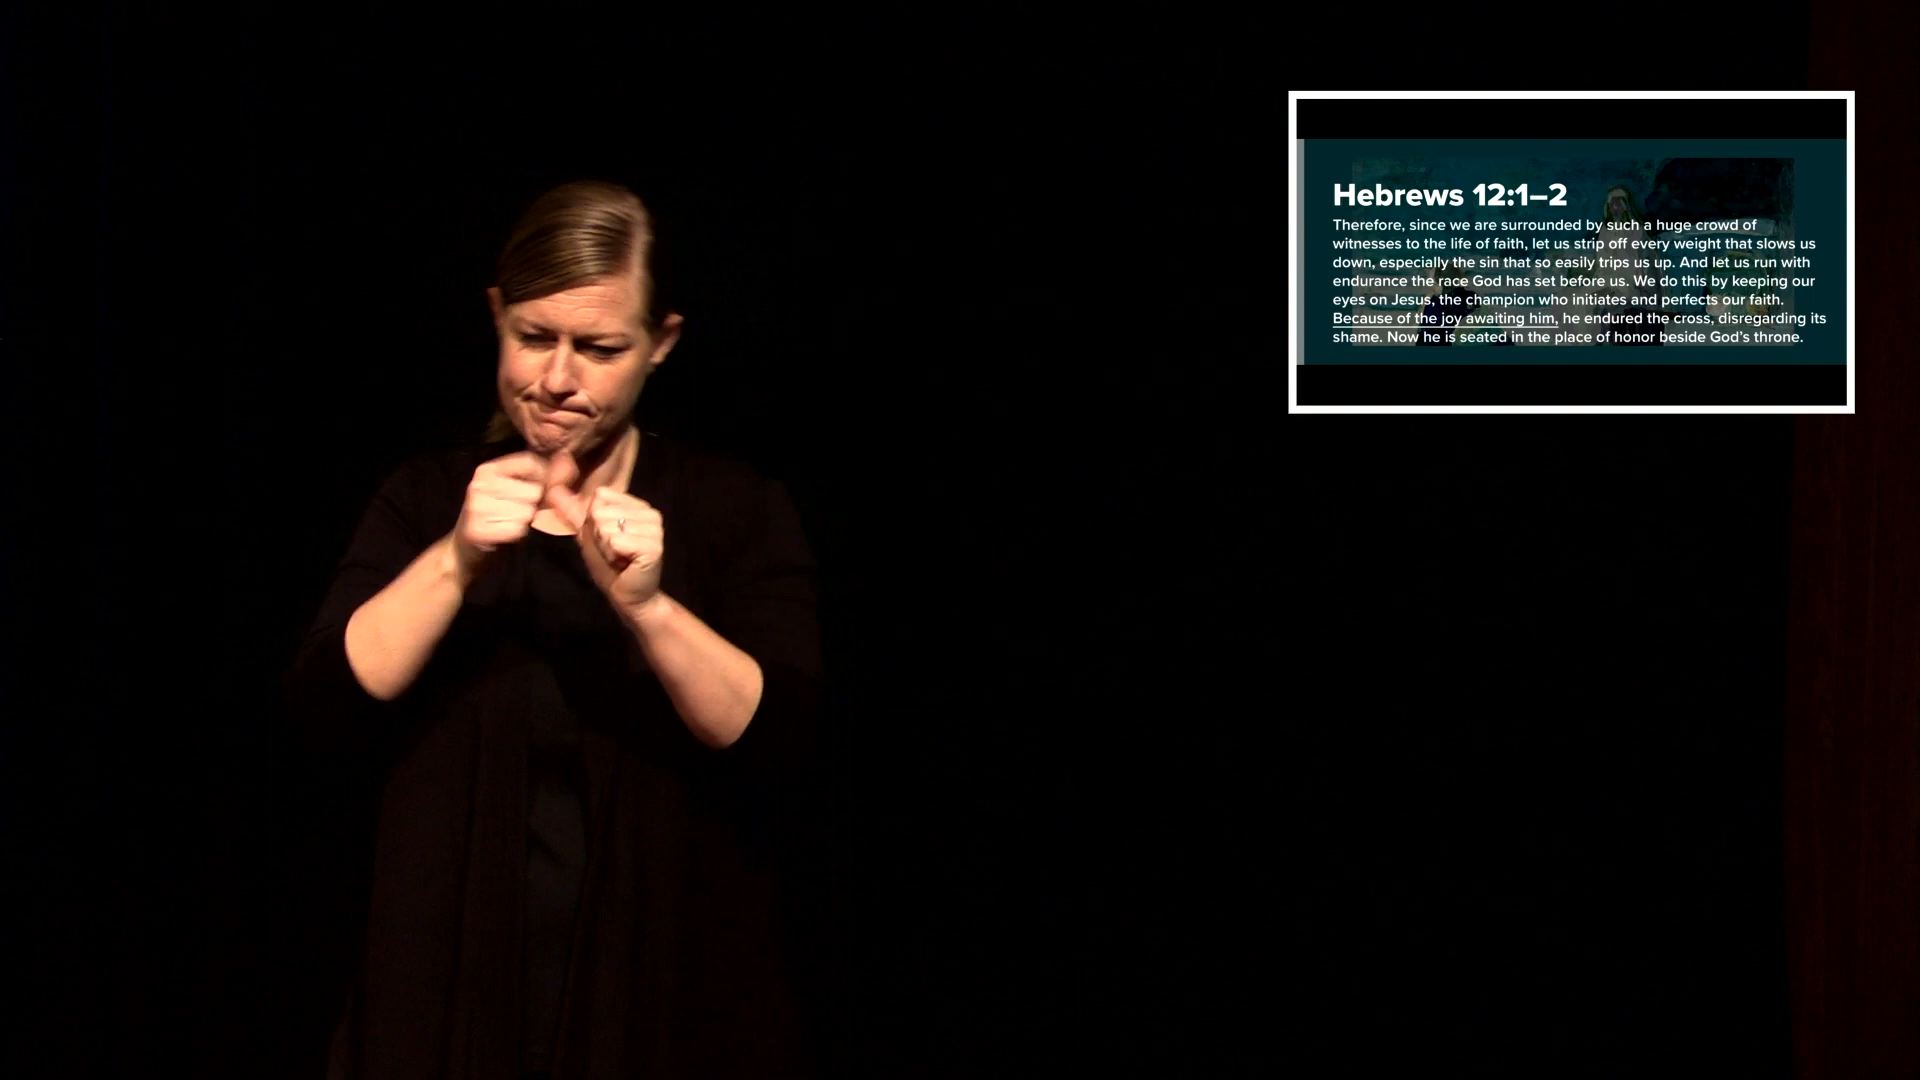 Hebrews 12:1–2
Therefore, since we are surrounded by such a huge crowd of
witnesses to the life of faith, let us strip off every weight that slows us
down, especially the sin that so easily trips us up. And let us run with
endurance the race God has set before us. We do this by keeping our
eyes on Jesus, the champion who initiates and perfects our faith.
Because of the joy awaiting him, he endured the cross, disregarding its
shame. Now he is seated in the place of honor beside God’s throne.